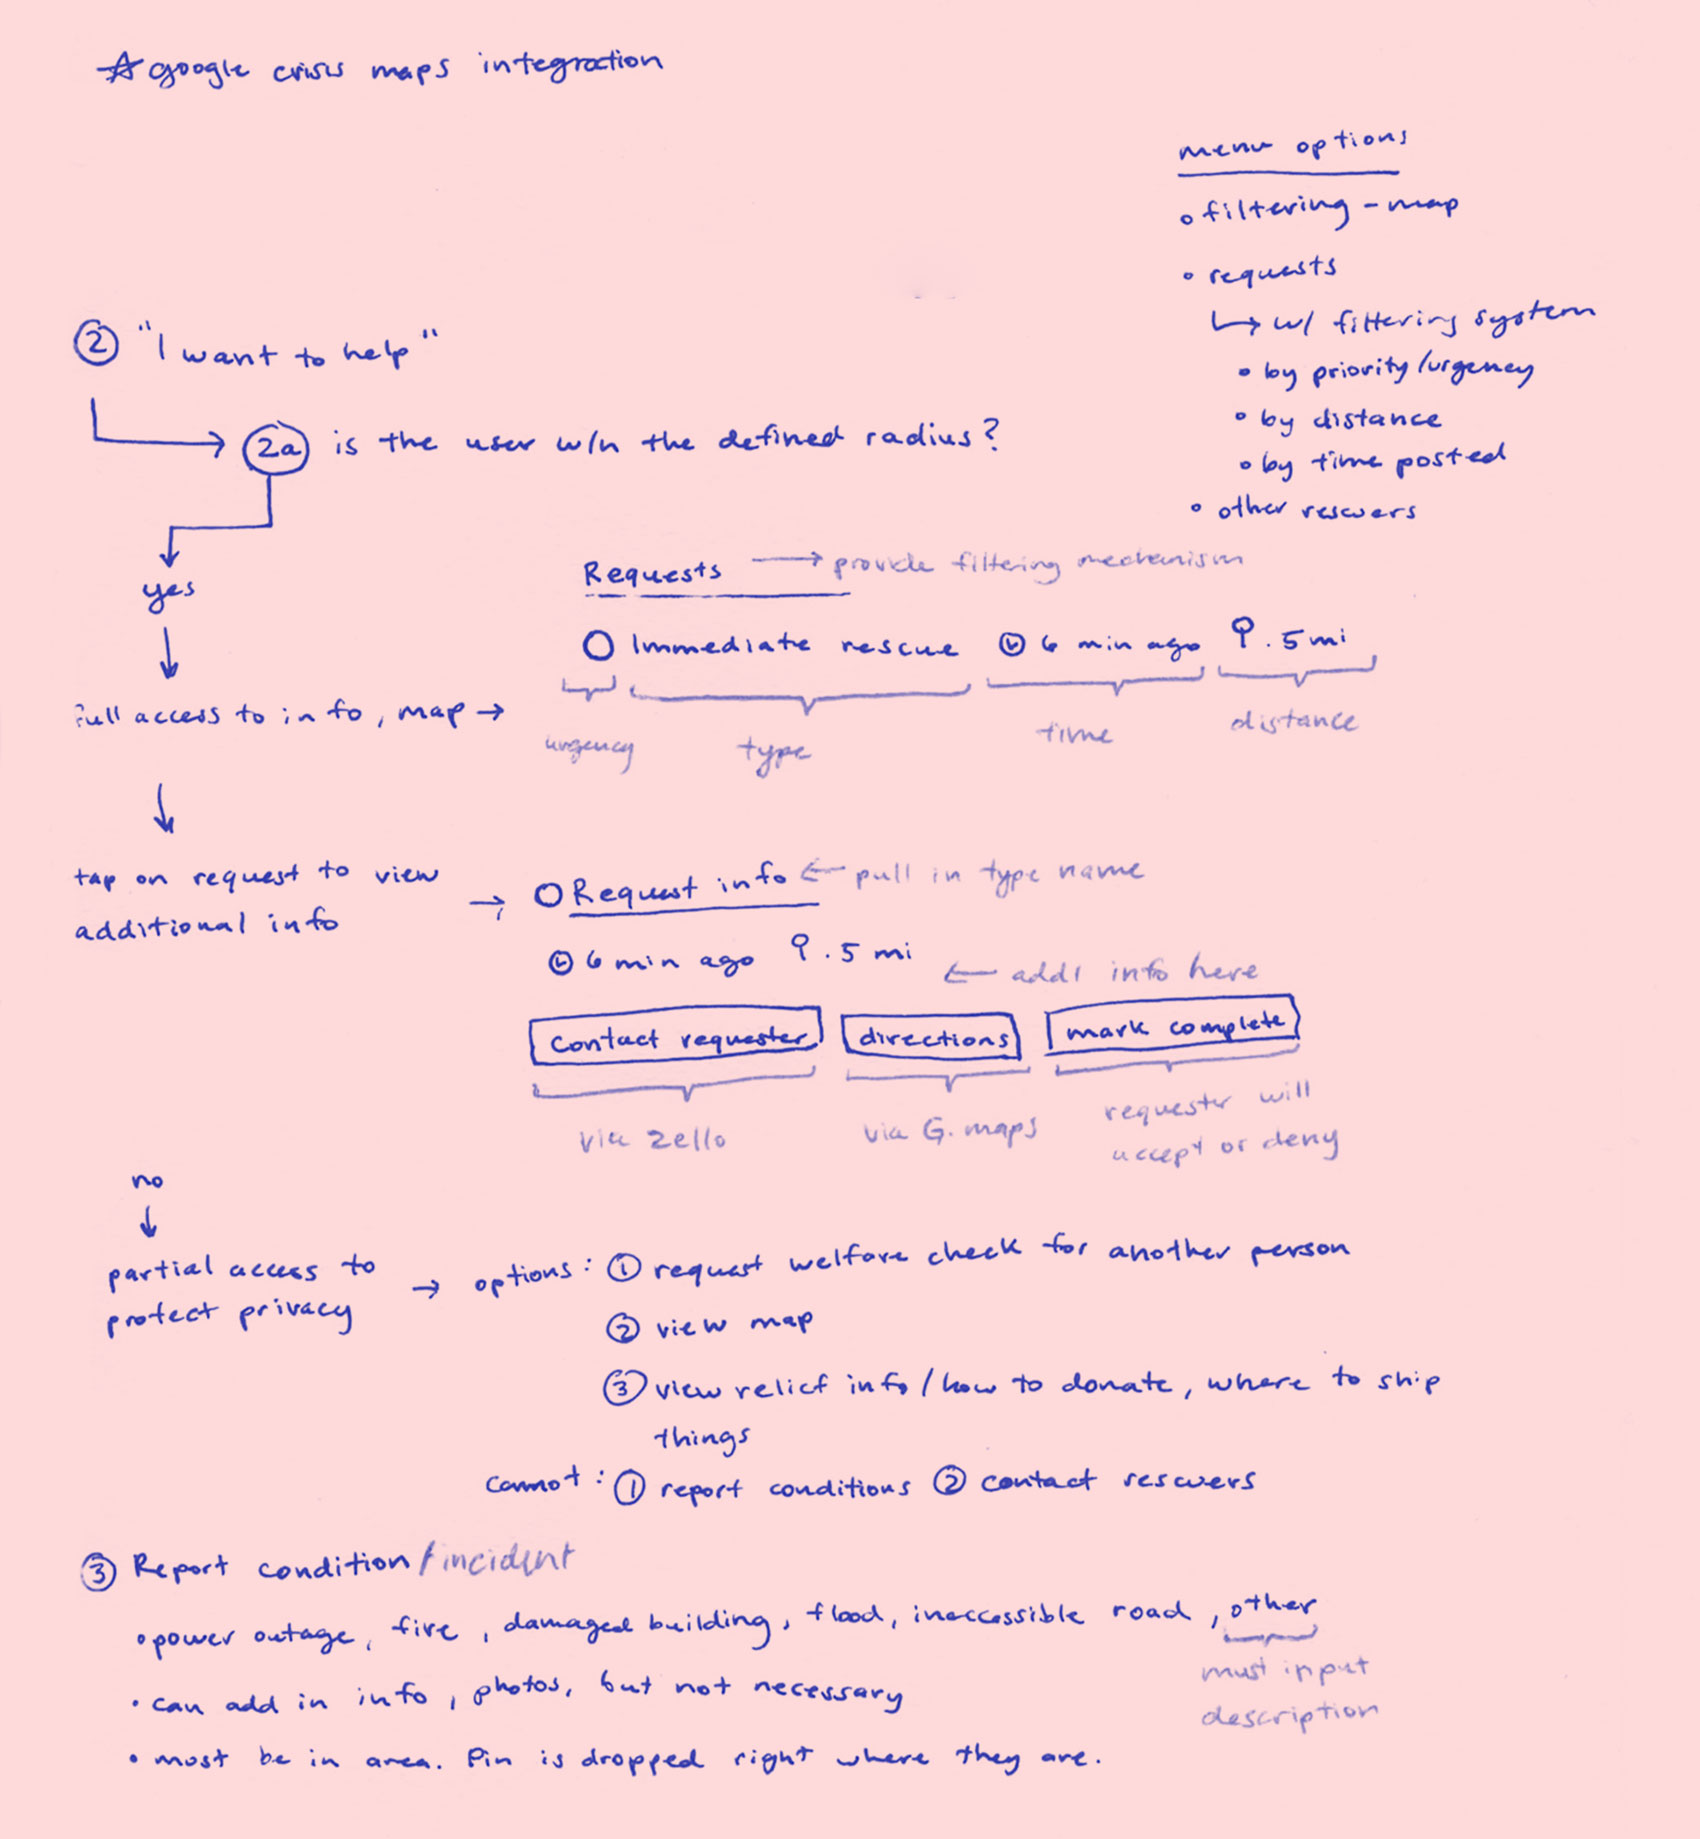 ☆ google crisis maps integration
menu options
◦ filtering - map
◦ requests
↳ w/ filtering system
• by priority/urgency
• by distance
• by time posted
◦ other rescuers
② "I want to help"
2a is the user w/n the defined radius?
yes
full access to info, map →
Requests → provide filtering mechanism
Immediate rescue 6 min ago .5 mi
urgency type time distance
tap on request to view
additional info
→ Request info ← pull in type name
6 min ago .5 mi
← addl info here
contact requester directions mark complete
via zello via G. maps requester will
accept or deny
no
partial access to
protect privacy
→ options: ① request welfare check for another person
② view map
③ view relief info / how to donate, where to ship
things
cannot: ① report conditions ② contact rescuers
③ Report condition / incident
• power outage, fire, damaged building, flood, inaccessible road, other
must input
description
• can add in info, photos, but not necessary
• must be in area. Pin is dropped right where they are.